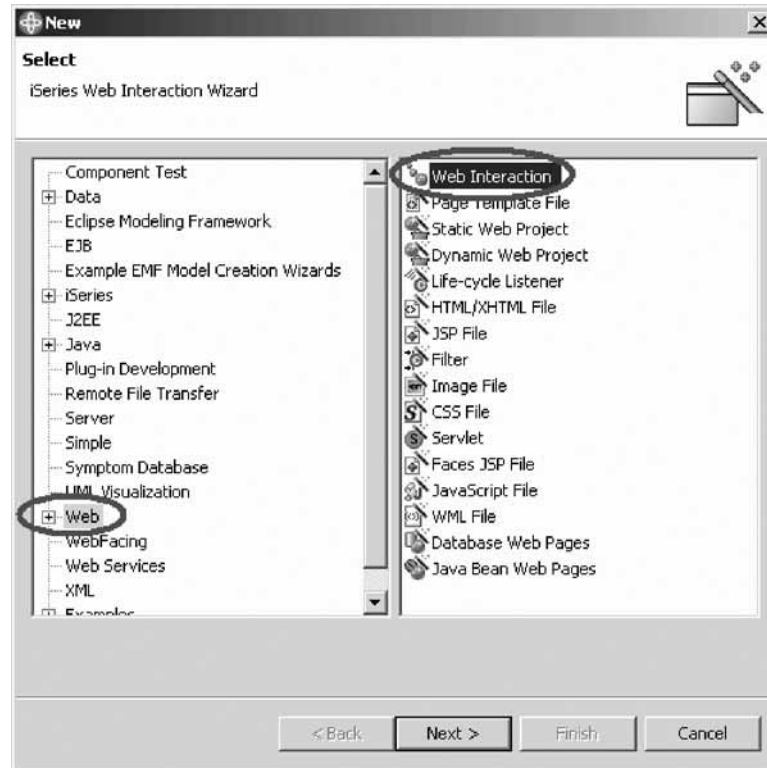 New
Select
iSeries Web Interaction Wizard
Component Test
Data
Eclipse Modeling Framework
EJB
Example EMF Model Creation Wizards
iSeries
J2EE
Java
Plug-in Development
Remote File Transfer
Server
Simple
Symptom Database
UML Visualization
Web
WebFacing
Web Services
XML
Examples
Web Interaction
Page Template File
Static Web Project
Dynamic Web Project
Life-cycle Listener
HTML/XHTML File
JSP File
Filter
Image File
CSS File
Servlet
Faces JSP File
JavaScript File
WML File
Database Web Pages
Java Bean Web Pages
< Back Next > Finish Cancel